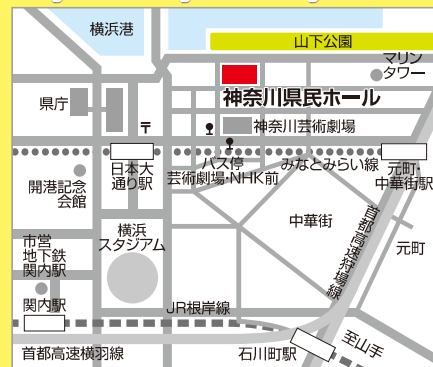 横浜港
山下公園
マリン
タワー
神奈川県民ホール
県庁
〒
神奈川芸術劇場
日本大
通り駅
バス停
芸術劇場・NHK前
みなとみらい線
元町・
中華街駅
開港記念
会館
中華街
首都高速狩場線
元町
横浜
スタジアム
市営
地下鉄
関内駅
関内駅
JR根岸線
首都高速横羽線
石川町駅
至山手